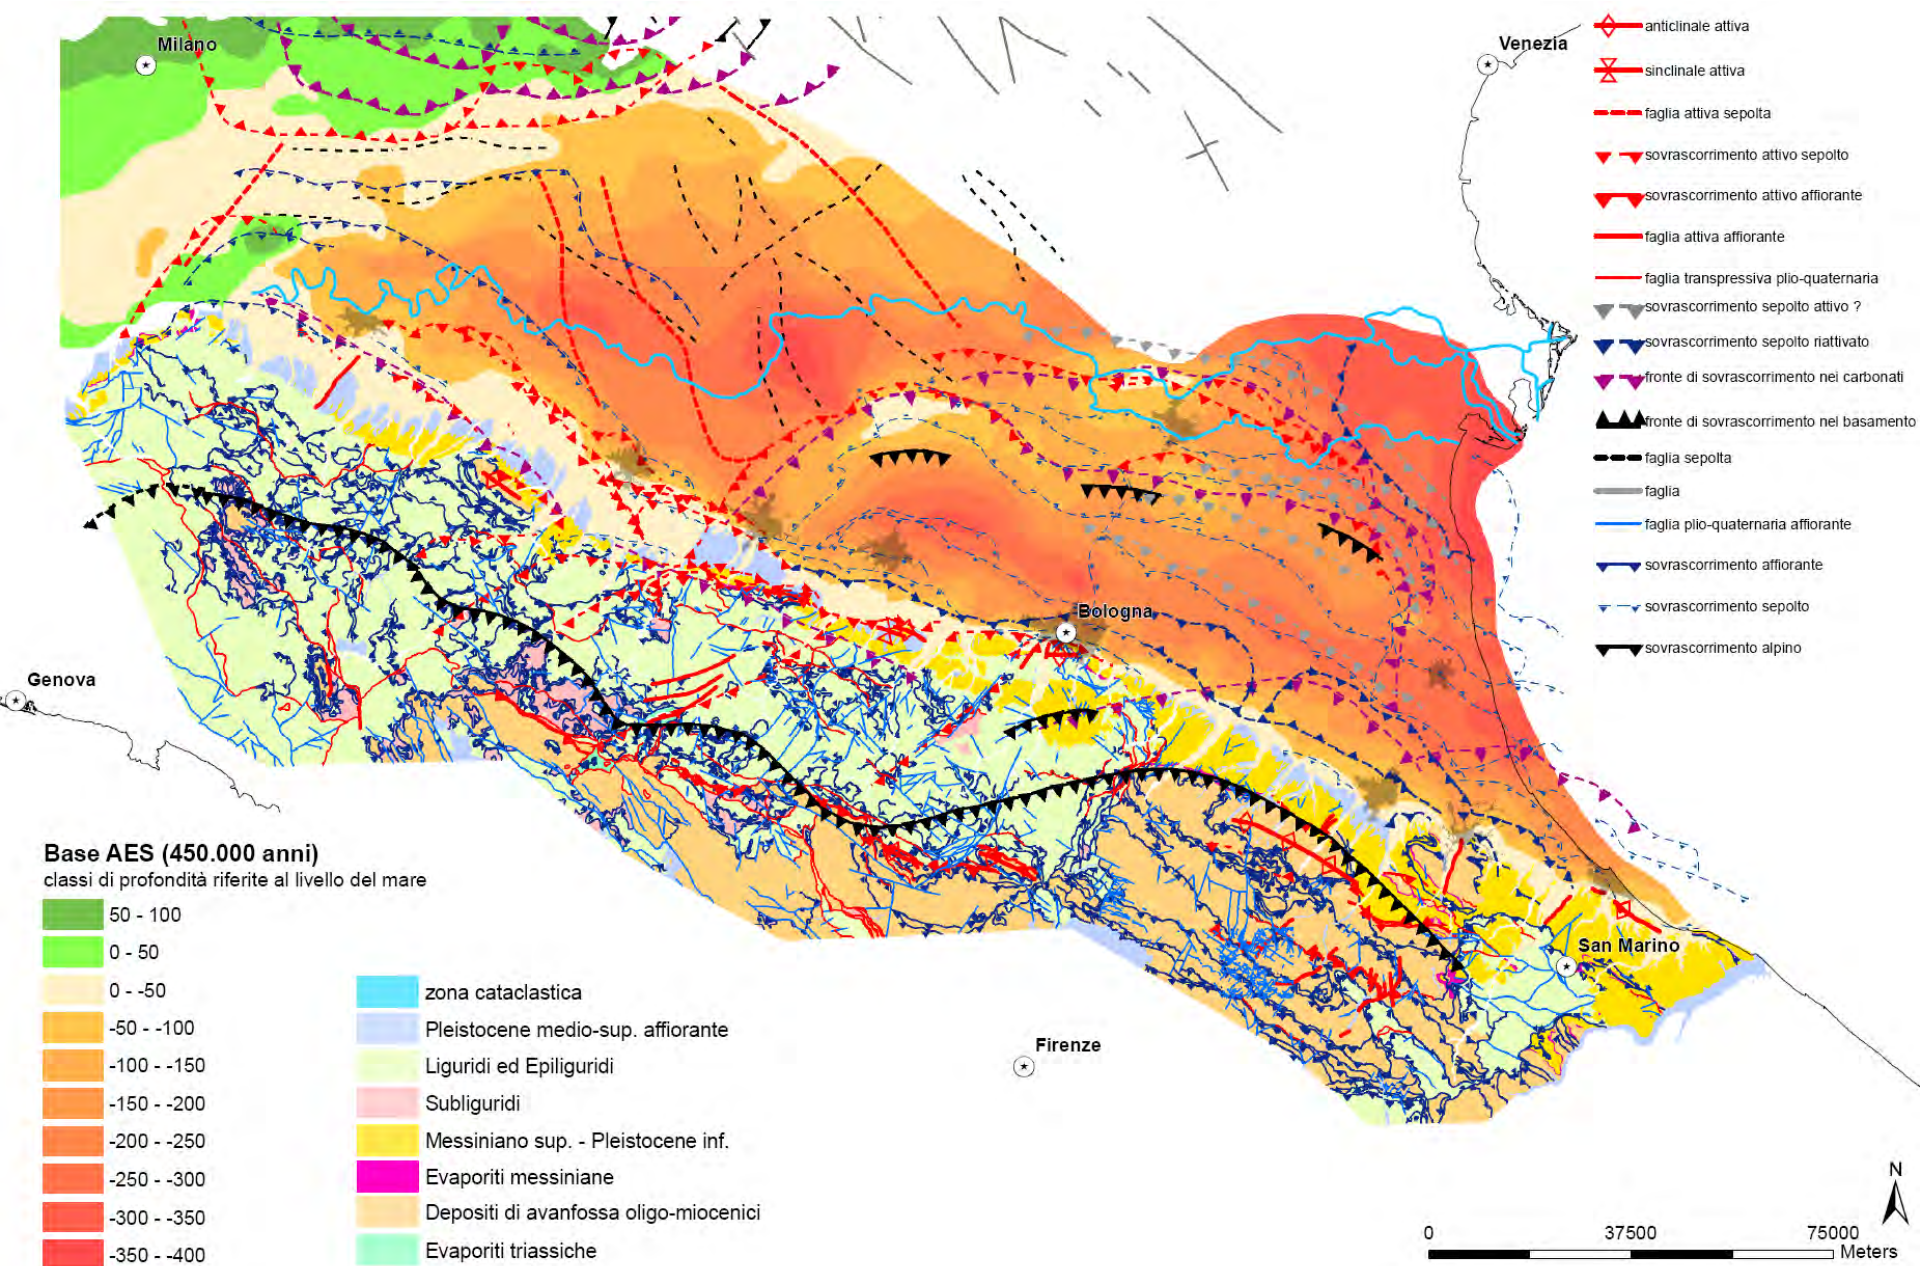 Milano
Venezia
Bologna
Genova
San Marino
Firenze
anticlinale attiva
sinclinale attiva
faglia attiva sepolta
sovrascorrimento attivo sepolto
sovrascorrimento attivo affiorante
faglia attiva affiorante
faglia transpressiva plio-quaternaria
sovrascorrimento sepolto attivo ?
sovrascorrimento sepolto riattivato
fronte di sovrascorrimento nei carbonati
fronte di sovrascorrimento nel basamento
faglia sepolta
faglia
faglia plio-quaternaria affiorante
sovrascorrimento affiorante
sovrascorrimento sepolto
sovrascorrimento alpino
Base AES (450.000 anni)
classi di profondità riferite al livello del mare
50 - 100
0 - 50
0 - -50
-50 - -100
-100 - -150
-150 - -200
-200 - -250
-250 - -300
-300 - -350
-350 - -400
zona cataclastica
Pleistocene medio-sup. affiorante
Liguridi ed Epiliguridi
Subliguridi
Messiniano sup. - Pleistocene inf.
Evaporiti messiniane
Depositi di avanfossa oligo-miocenici
Evaporiti triassiche
N
0 37500 75000
Meters